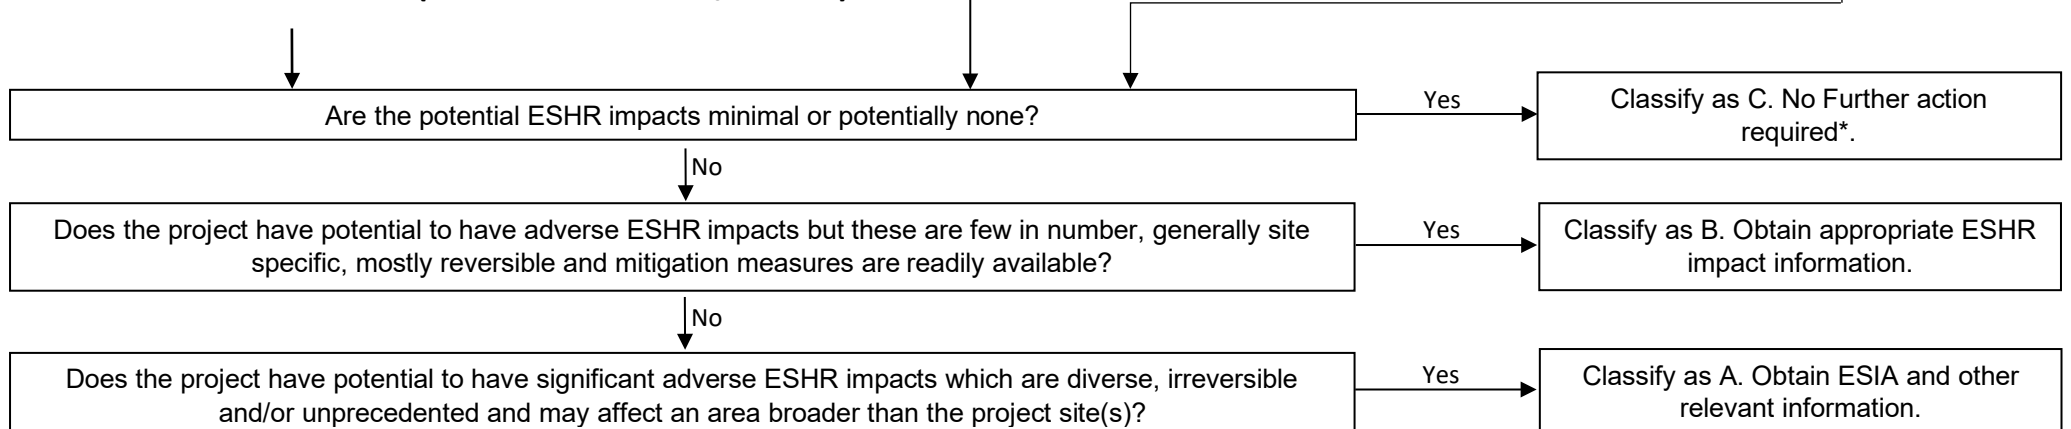 Are the potential ESHR impacts minimal or potentially none?
Yes
Classify as C. No Further action
required*.
No
Does the project have potential to have adverse ESHR impacts but these are few in number, generally site
specific, mostly reversible and mitigation measures are readily available?
Yes
Classify as B. Obtain appropriate ESHR
impact information.
No
Does the project have potential to have significant adverse ESHR impacts which are diverse, irreversible
and/or unprecedented and may affect an area broader than the project site(s)?
Yes
Classify as A. Obtain ESIA and other
relevant information.